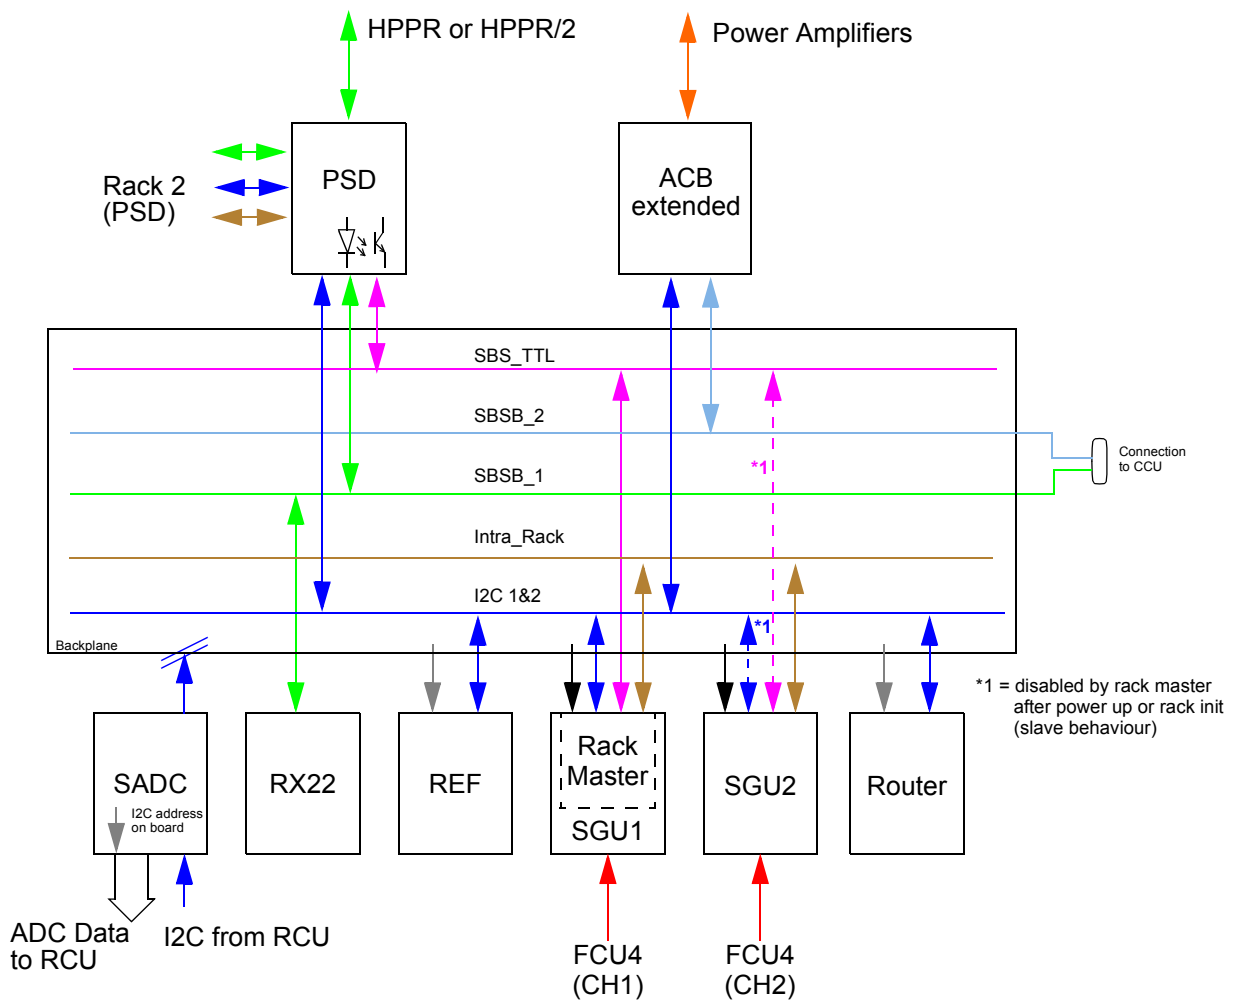 HPPR or HPPR/2
Power Amplifiers
Rack 2
(PSD)
PSD
ACB
extended
SBS_TTL
SBSB_2
SBSB_1
*1
Connection
to CCU
Intra_Rack
I2C 1&2
*1
Backplane
*1 = disabled by rack master
after power up or rack init
(slave behaviour)
SADC
I2C address
on board
RX22
REF
Rack
Master
SGU1
SGU2
Router
ADC Data
to RCU
I2C from RCU
FCU4
(CH1)
FCU4
(CH2)